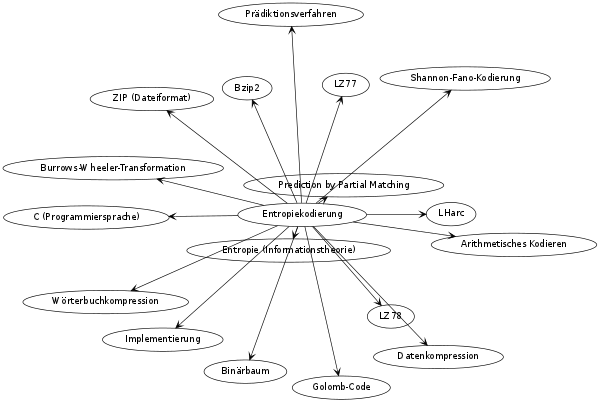 Prädiktionsverfahren
Shannon-Fano-Kodierung
LZ77
Bzip2
ZIP (Dateiformat)
Burrows-Wheeler-Transformation
Prediction by Partial Matching
C (Programmiersprache)
Entropiekodierung
LHarc
Arithmetisches Kodieren
Entropie (Informationstheorie)
Wörterbuchkompression
LZ78
Implementierung
Datenkompression
Binärbaum
Golomb-Code